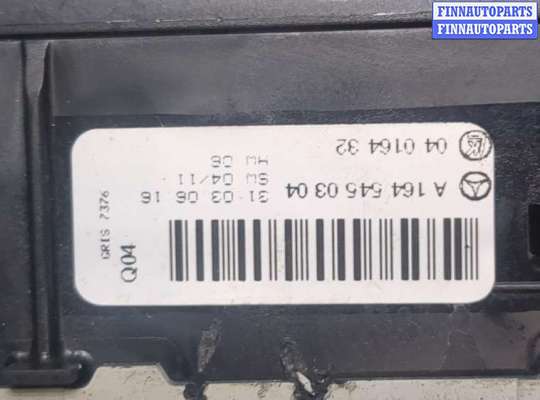 FINNAUTOPARTS
FINNAUTOPARTS
04 0164 32
A 164 545 03 04
HW 06
SW 04/11
31 03 06 16
GRIS 7376
Q04